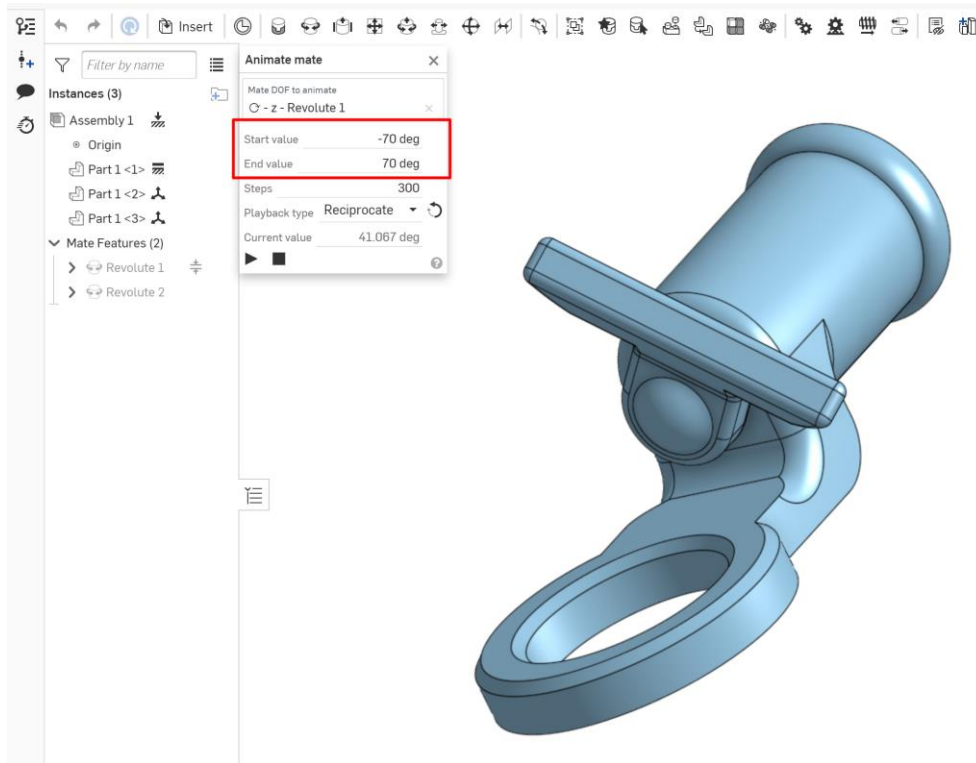 Insert
Filter by name
Instances (3)
Assembly 1
Origin
Part 1 <1>
Part 1 <2>
Part 1 <3>
Mate Features (2)
Revolute 1
Revolute 2
Animate mate
Mate DOF to animate
- z - Revolute 1
Start value -70 deg
End value 70 deg
Steps 300
Playback type Reciprocate
Current value 41.067 deg